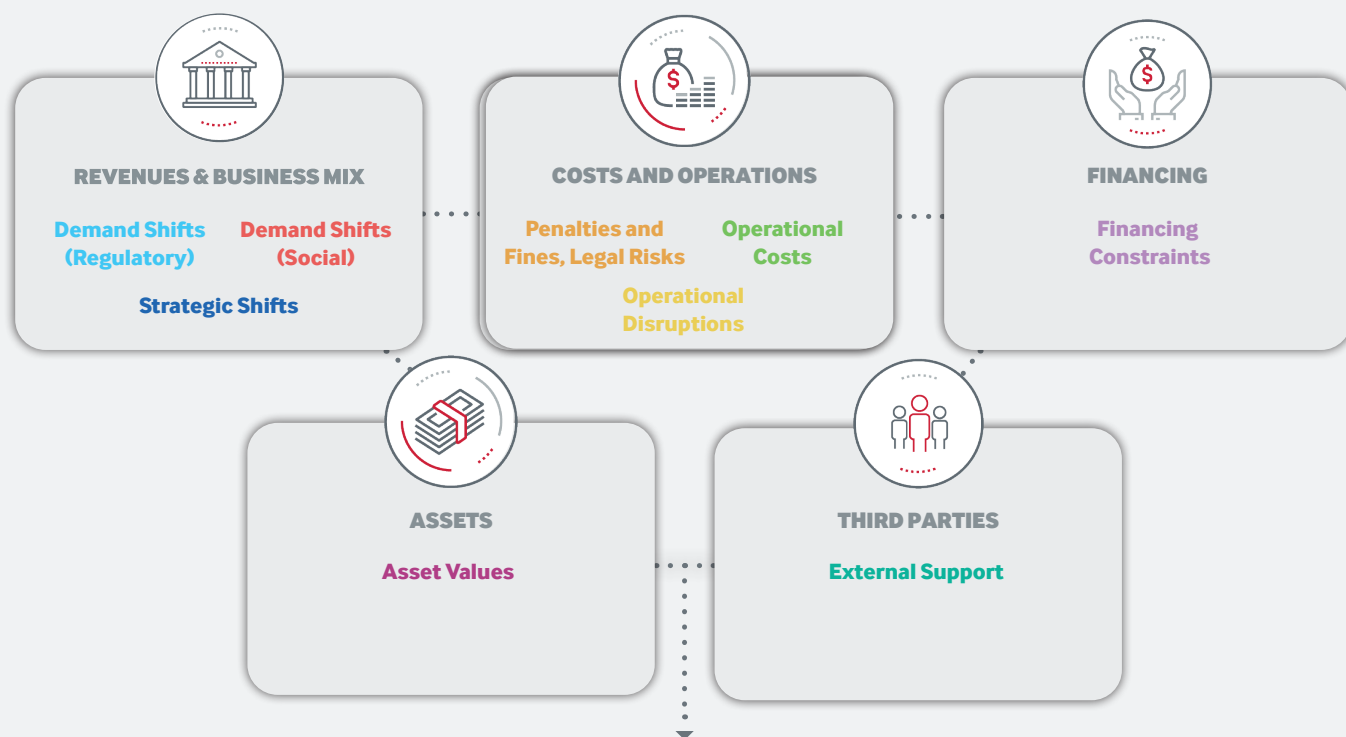 REVENUES & BUSINESS MIX
Demand Shifts
(Regulatory)
Demand Shifts
(Social)
Strategic Shifts
COSTS AND OPERATIONS
Penalties and
Fines, Legal Risks
Operational
Costs
Operational
Disruptions
FINANCING
Financing
Constraints
ASSETS
Asset Values
THIRD PARTIES
External Support
$
$